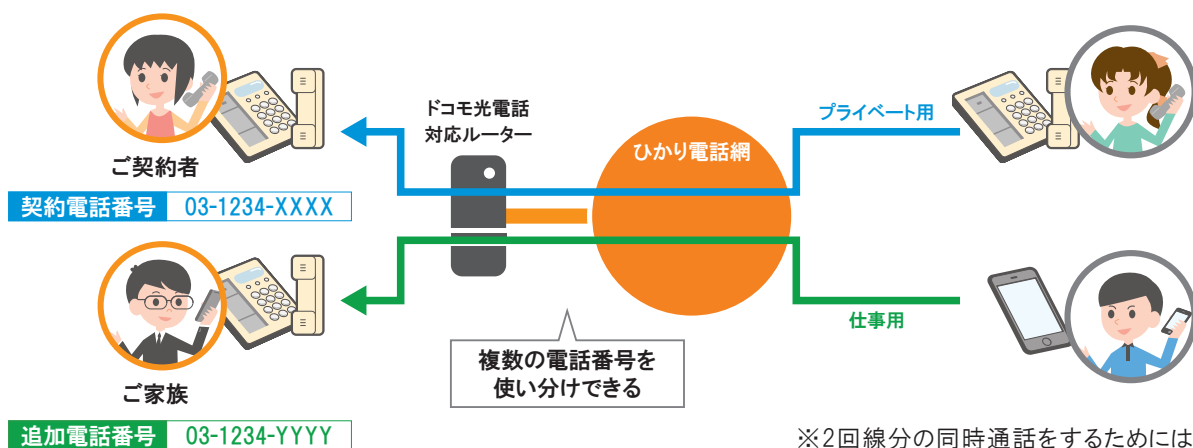 ご契約者
契約電話番号 03-1234-XXXX
ドコモ光電話
対応ルーター
ひかり電話網
プライベート用
仕事用
複数の電話番号を
使い分けできる
ご家族
追加電話番号 03-1234-YYYY
※2回線分の同時通話をするためには